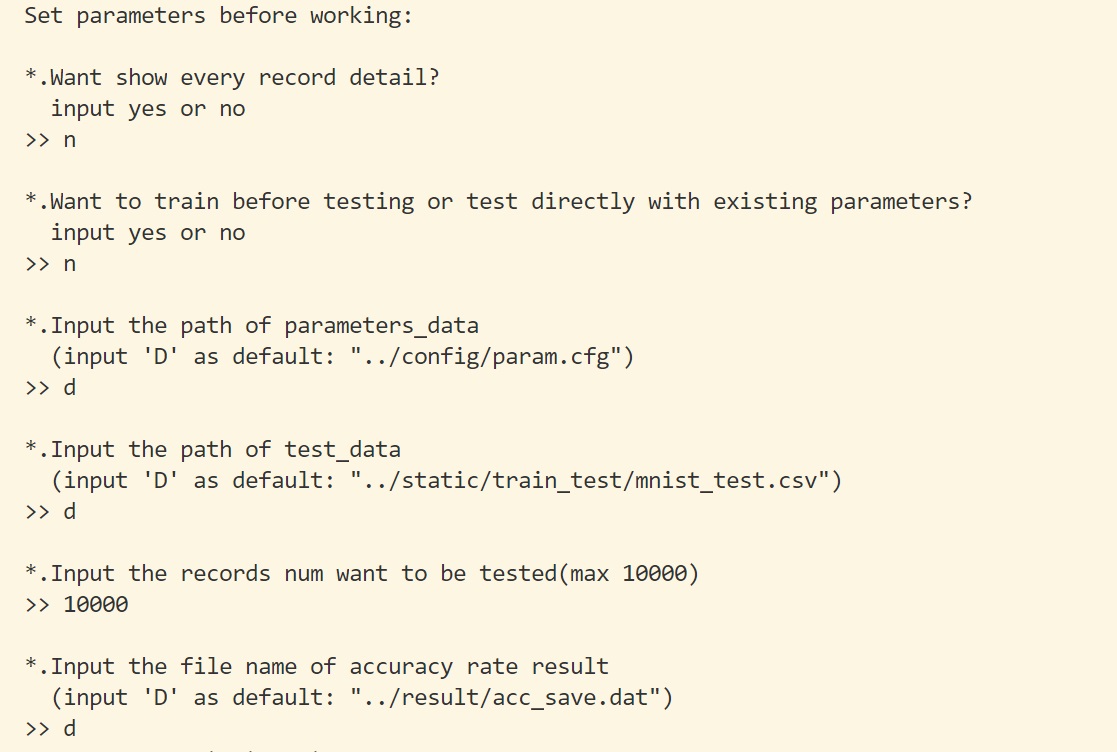 Set parameters before working:
*.Want show every record detail?
input yes or no
>> n
*.Want to train before testing or test directly with existing parameters?
input yes or no
>> n
*.Input the path of parameters_data
(input 'D' as default: "../config/param.cfg")
>> d
*.Input the path of test_data
(input 'D' as default: "../static/train_test/mnist_test.csv")
>> d
*.Input the records num want to be tested(max 10000)
>> 10000
*.Input the file name of accuracy rate result
(input 'D' as default: "../result/acc_save.dat")
>> d